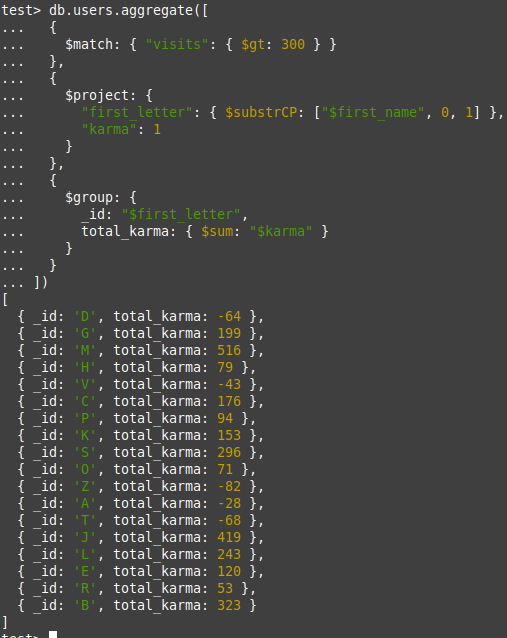 test> db.users.aggregate([
...   {
...     $match: { "visits": { $gt: 300 } }
...   },
...   {
...     $project: {
...       "first_letter": { $substrCP: ["$first_name", 0, 1] },
...       "karma": 1
...     }
...   },
...   {
...     $group: {
...       _id: "$first_letter",
...       total_karma: { $sum: "$karma" }
...     }
...   }
... ])
[
  { _id: 'D', total_karma: -64 },
  { _id: 'G', total_karma: 199 },
  { _id: 'M', total_karma: 516 },
  { _id: 'H', total_karma: 79 },
  { _id: 'V', total_karma: -43 },
  { _id: 'C', total_karma: 176 },
  { _id: 'P', total_karma: 94 },
  { _id: 'K', total_karma: 153 },
  { _id: 'S', total_karma: 296 },
  { _id: 'O', total_karma: 71 },
  { _id: 'Z', total_karma: -82 },
  { _id: 'A', total_karma: -28 },
  { _id: 'T', total_karma: -68 },
  { _id: 'J', total_karma: 419 },
  { _id: 'L', total_karma: 243 },
  { _id: 'E', total_karma: 120 },
  { _id: 'R', total_karma: 53 },
  { _id: 'B', total_karma: 323 }
]
test>